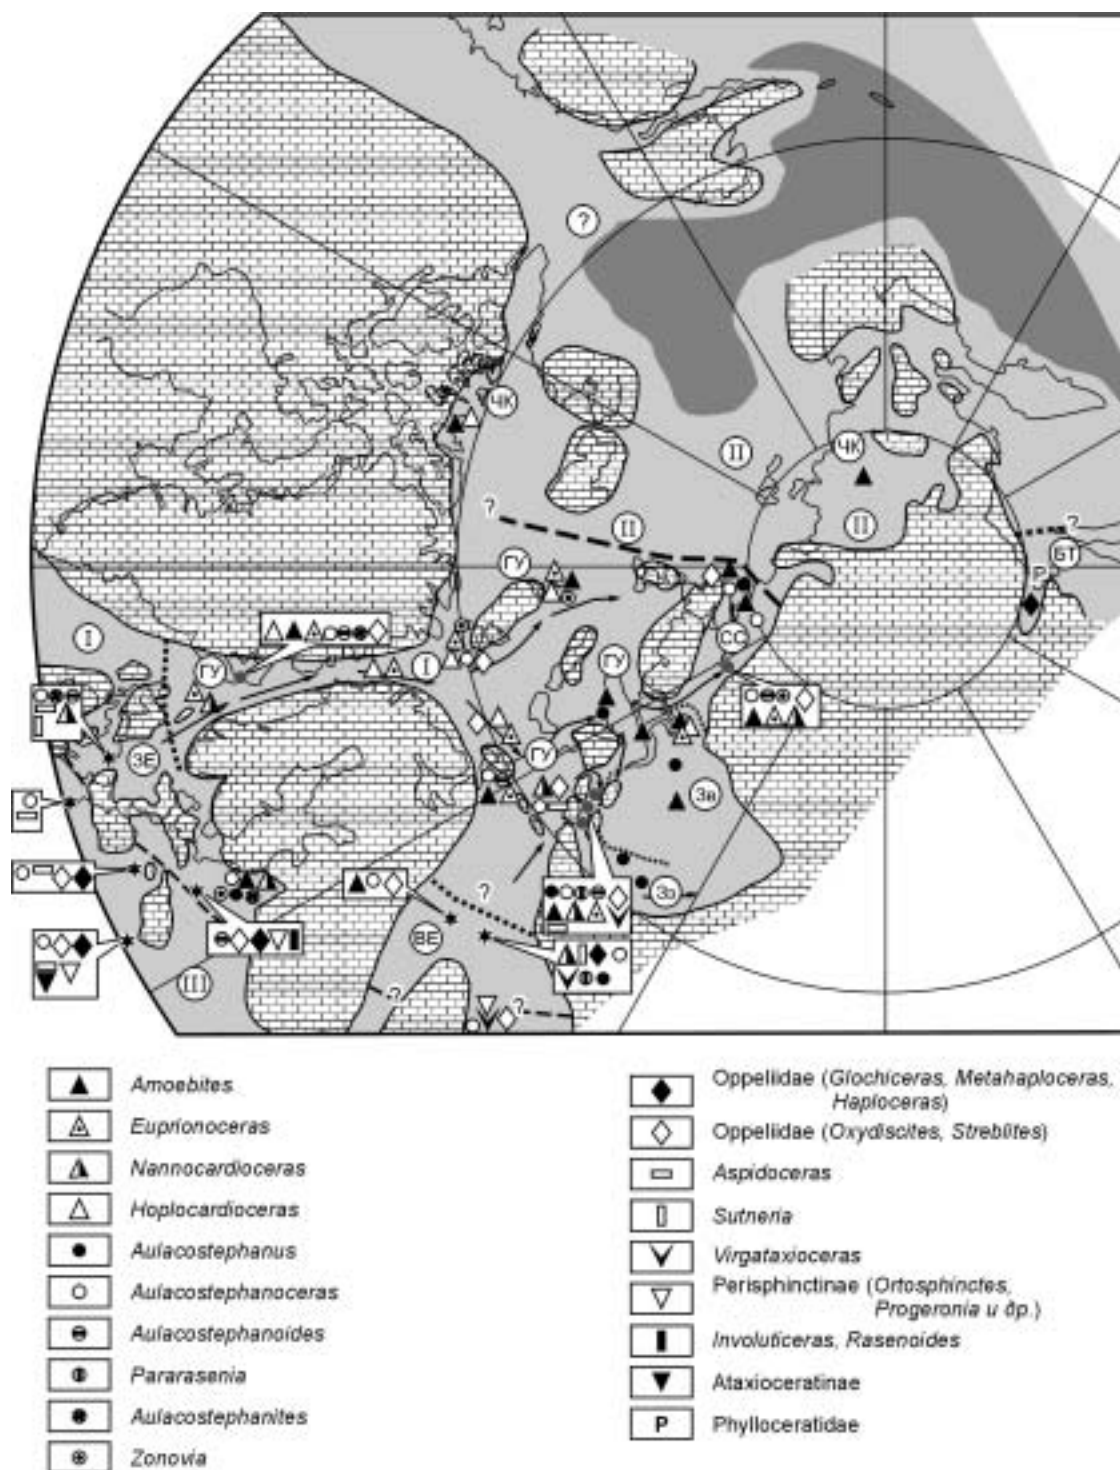 ?
ЧК
ЧК
II
II
II
?
?
БТ
P
ГУ
СС
I
ГУ
I
ГУ
ГУ
ЗЕ
Зв
Зз
?
ВЕ
III
?
?
Amoebites
Euprionoceras
Nannocardioceras
Hoplocardioceras
Aulacostephanus
Aulacostephanoceras
Aulacostephanoides
Pararasenia
Aulacostephanites
Zonovia
Oppeliidae (Glochiceras, Metahaploceras,
Haploceras)
Oppeliidae (Oxydiscites, Streblites)
Aspidoceras
Sutneria
Virgataxioceras
Perisphinctinae (Ortosphinctes,
Progeronia и др.)
Involuticeras, Rasenoides
Ataxioceratinae
P Phylloceratidae